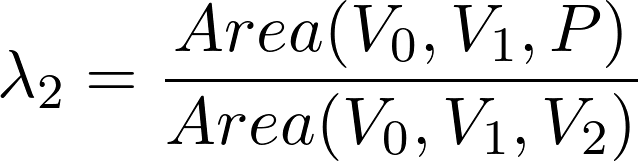 λ₂ = Area(V₀, V₁, P) / Area(V₀, V₁, V₂)